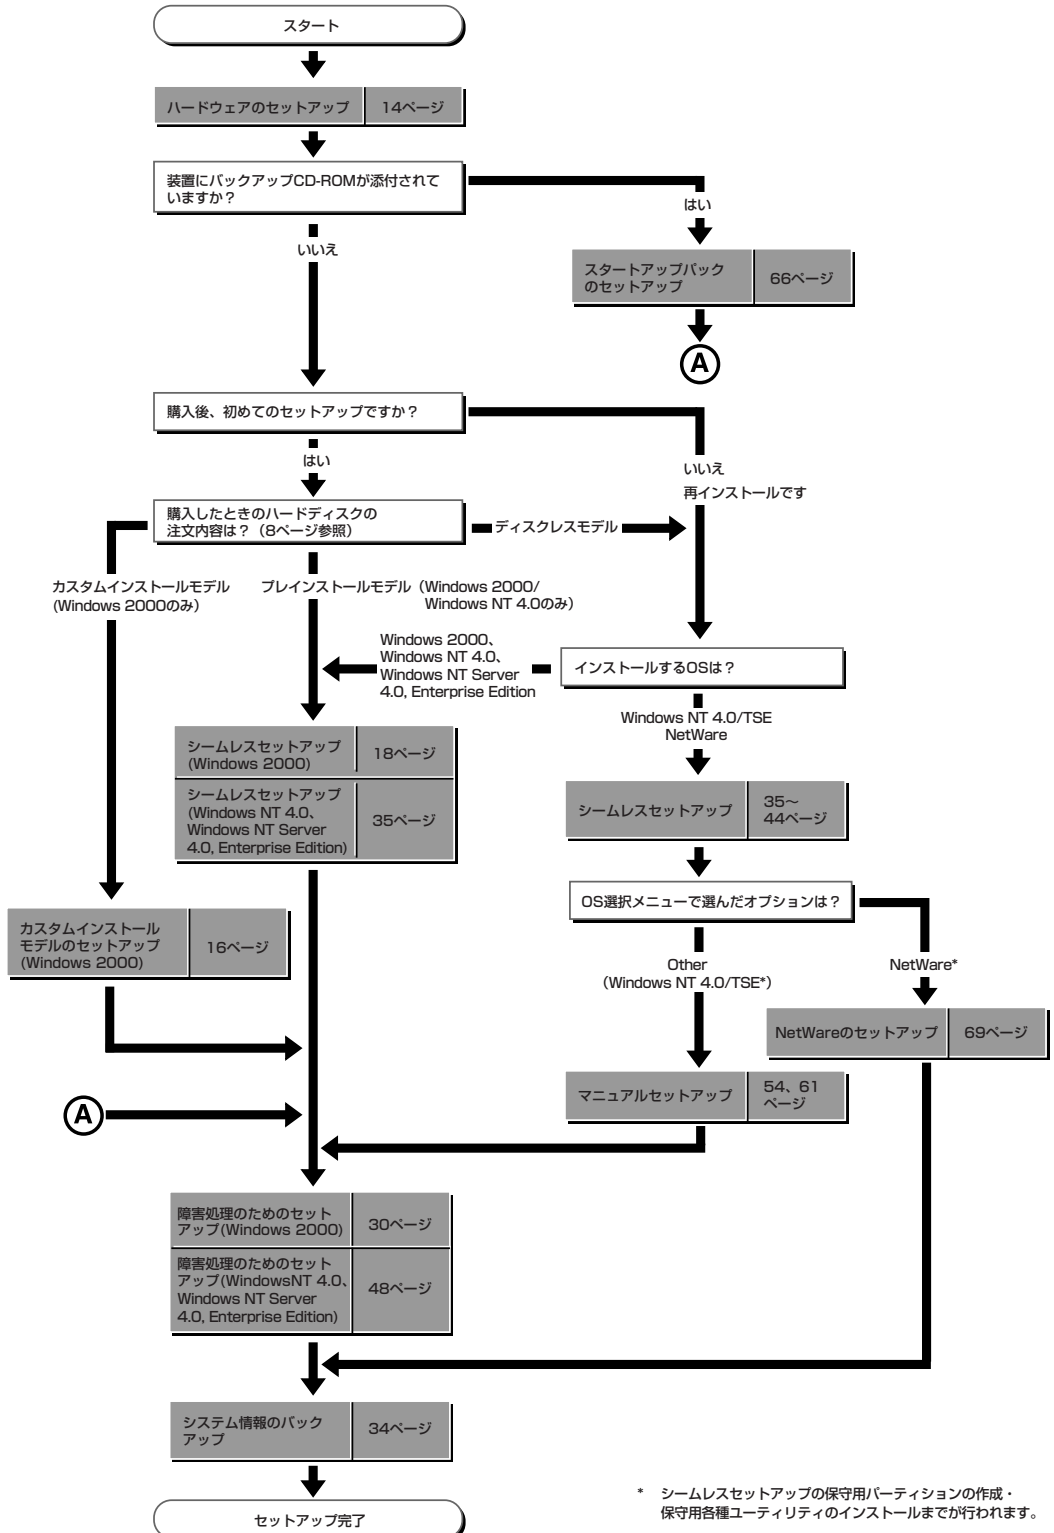 スタート
ハードウェアのセットアップ
14ページ
装置にバックアップCD-ROMが添付されて
いますか？
はい
いいえ
スタートアップパック
のセットアップ
66ページ
A
購入後、初めてのセットアップですか？
はい
いいえ
再インストールです
購入したときのハードディスクの
注文内容は？（8ページ参照）
ディスクレスモデル
カスタムインストールモデル
(Windows 2000のみ)
プレインストールモデル（Windows 2000/
Windows NT 4.0のみ）
Windows 2000、
Windows NT 4.0、
Windows NT Server
4.0, Enterprise Edition
インストールするOSは？
Windows NT 4.0/TSE
NetWare
シームレスセットアップ
(Windows 2000)
18ページ
シームレスセットアップ
(Windows NT 4.0、
Windows NT Server
4.0, Enterprise Edition)
35ページ
シームレスセットアップ
35～
44ページ
OS選択メニューで選んだオプションは？
カスタムインストール
モデルのセットアップ
(Windows 2000)
16ページ
Other
（Windows NT 4.0/TSE*）
NetWare*
NetWareのセットアップ
69ページ
マニュアルセットアップ
54、61
ページ
A
障害処理のためのセット
アップ(Windows 2000)
30ページ
障害処理のためのセット
アップ(WindowsNT 4.0、
Windows NT Server
4.0, Enterprise Edition)
48ページ
システム情報のバック
アップ
34ページ
セットアップ完了
* シームレスセットアップの保守用パーティションの作成・
保守用各種ユーティリティのインストールまでが行われます。